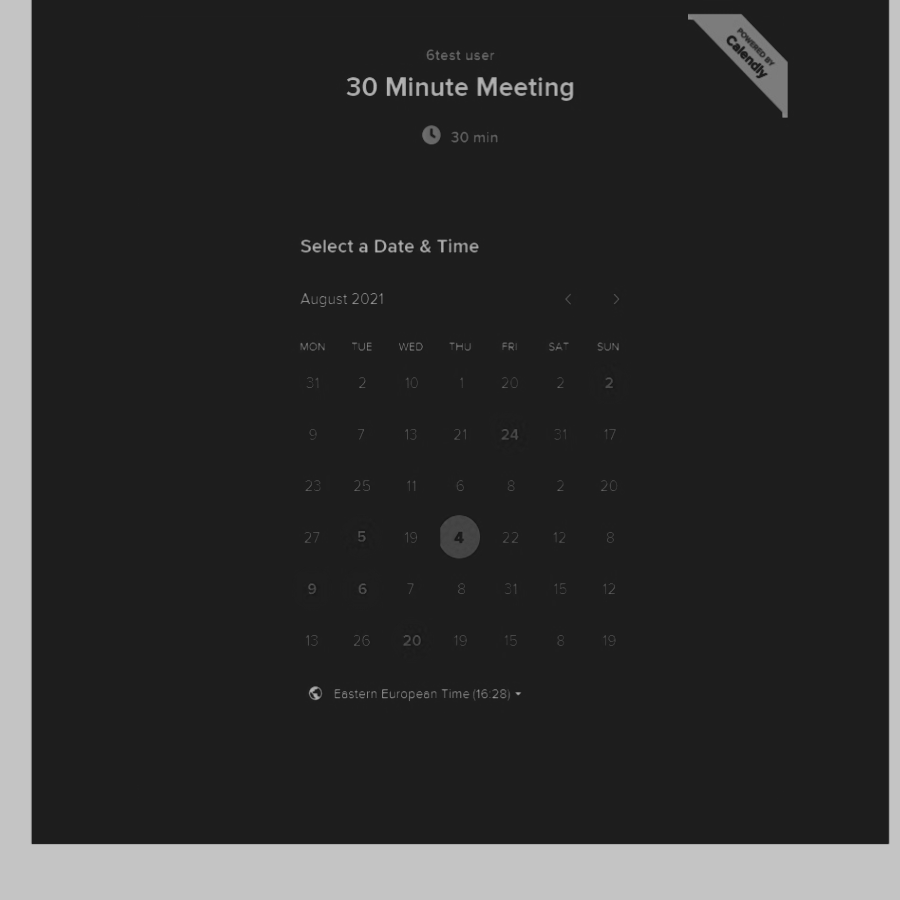 POWERED BY
Calendly
6test user
30 Minute Meeting
30 min
Select a Date & Time
August 2021
MON TUE WED THU FRI SAT SUN
31 2 10 1 20 2 2
9 7 13 21 24 31 17
23 25 11 6 8 2 20
27 5 19 4 22 12 8
9 6 7 8 31 15 12
13 26 20 19 15 8 19
Eastern European Time (16:28)